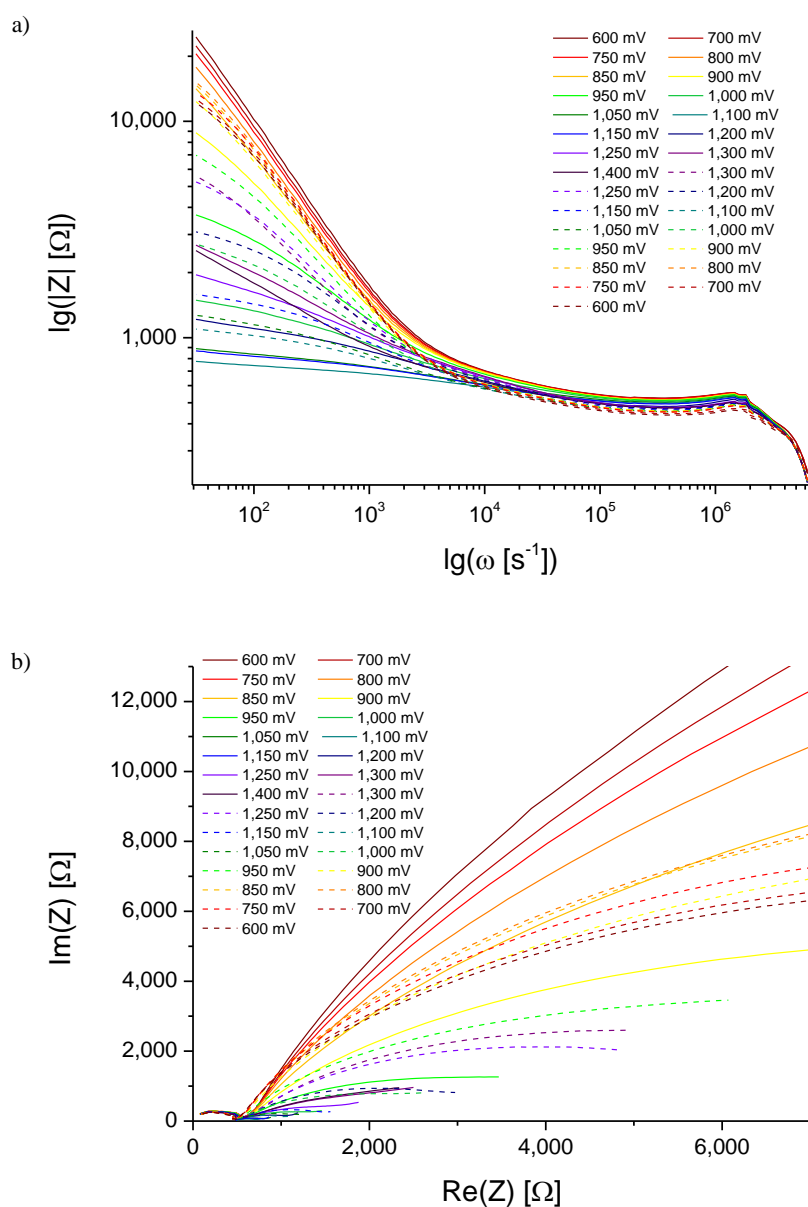 a)
10,000
1,000
lg(|Z| [Ω])
10² 10³ 10⁴ 10⁵ 10⁶
lg(ω [s⁻¹])
600 mV 700 mV
750 mV 800 mV
850 mV 900 mV
950 mV 1,000 mV
1,050 mV 1,100 mV
1,150 mV 1,200 mV
1,250 mV 1,300 mV
1,400 mV 1,300 mV
1,250 mV 1,200 mV
1,150 mV 1,100 mV
1,050 mV 1,000 mV
950 mV 900 mV
850 mV 800 mV
750 mV 700 mV
600 mV
b)
600 mV 700 mV
750 mV 800 mV
850 mV 900 mV
950 mV 1,000 mV
1,050 mV 1,100 mV
1,150 mV 1,200 mV
1,250 mV 1,300 mV
1,400 mV 1,300 mV
1,250 mV 1,200 mV
1,150 mV 1,100 mV
1,050 mV 1,000 mV
950 mV 900 mV
850 mV 800 mV
750 mV 700 mV
600 mV
12,000
10,000
8,000
6,000
4,000
2,000
0
Im(Z) [Ω]
0 2,000 4,000 6,000
Re(Z) [Ω]